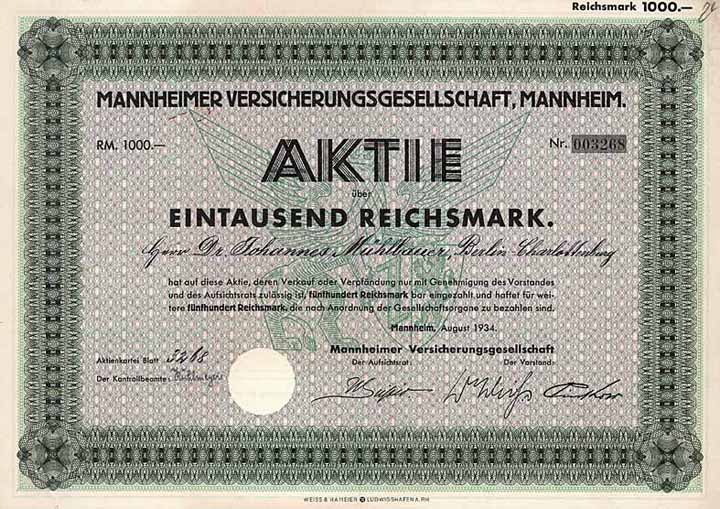 Reichsmark 1000.—
MANNHEIMER VERSICHERUNGSGESELLSCHAFT, MANNHEIM.
RM. 1000.—
AKTIE
Nr. 003268
über
EINTAUSEND REICHSMARK.
Herr Dr. Johannes Mühlbauer, Berlin-Charlottenburg
hat auf diese Aktie, deren Verkauf oder Verpfändung nur mit Genehmigung des Vorstandes
und des Aufsichtsrats zulässig ist, fünfhundert Reichsmark bar eingezahlt und haftet für wei-
tere fünfhundert Reichsmark, die nach Anordnung der Gesellschaftsorgane zu bezahlen sind.
Mannheim, August 1934.
Mannheimer Versicherungsgesellschaft
Aktienkartei Blatt 3268
Der Aufsichtsrat: Der Vorstand:
Der Kontrollbeamte:
WEISS & HAMEIER LUDWIGSHAFEN A. RH